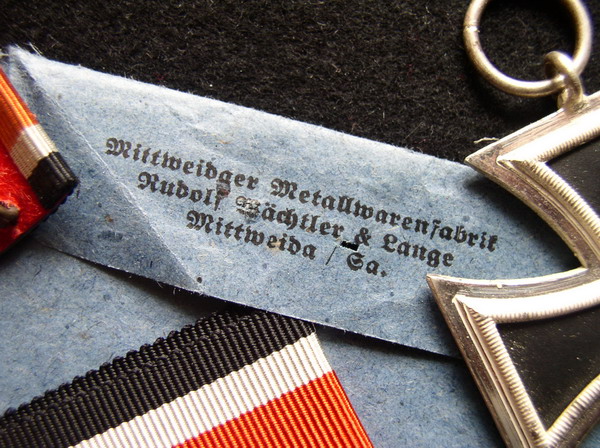 Mittweidaer Metallwarenfabrik
Rudolf Wächtler & Lange
Mittweida / Sa.